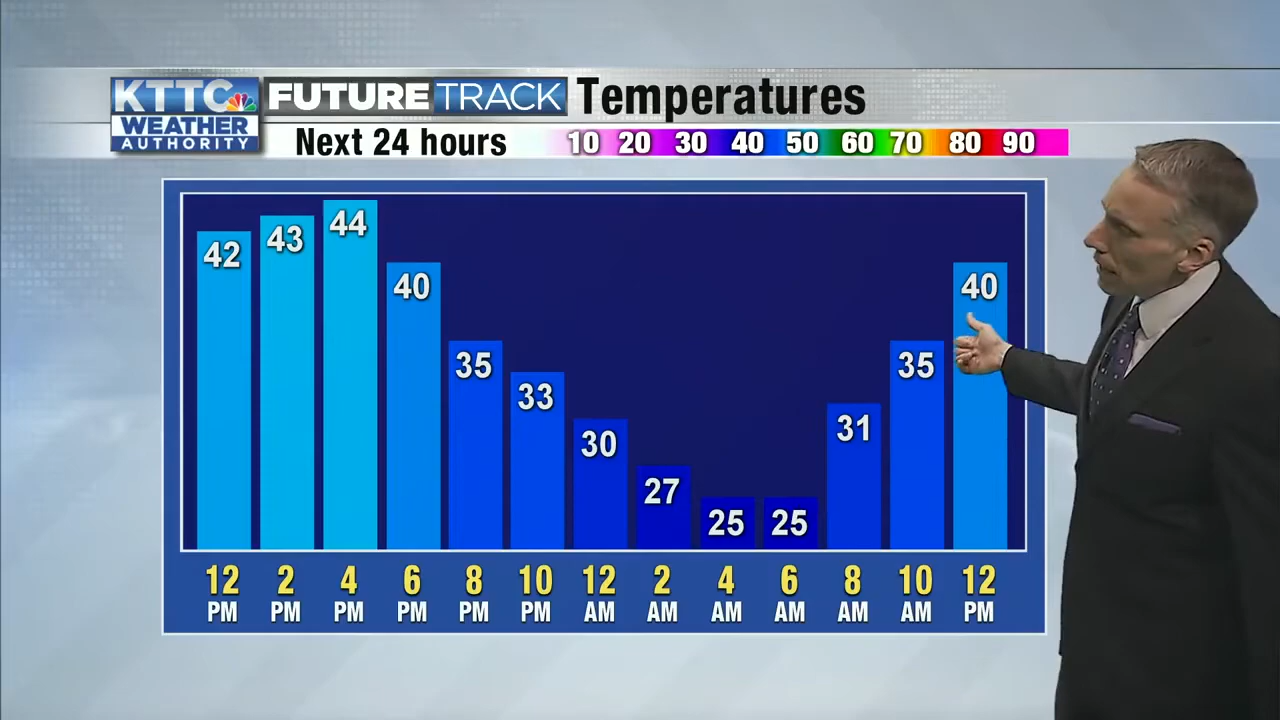 KTTC
WEATHER
AUTHORITY
FUTURETRACK Temperatures
Next 24 hours
10 20 30 40 50 60 70 80 90
42 43 44 40 35 33 30 27 25 25 31 35 40
12 2 4 6 8 10 12 2 4 6 8 10 12
PM PM PM PM PM PM AM AM AM AM AM AM PM